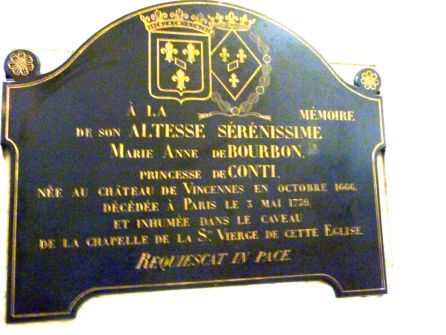 À LA MÉMOIRE
DE SON ALTESSE SÉRÉNISSIME
MARIE ANNE DE BOURBON,
PRINCESSE DE CONTI,
NÉE AU CHÂTEAU DE VINCENNES EN OCTOBRE 1666,
DÉCÉDÉE À PARIS LE 3 MAI 1739,
ET INHUMÉE DANS LE CAVEAU
DE LA CHAPELLE DE LA STE VIERGE DE CETTE EGLISE.
REQUIESCAT IN PACE